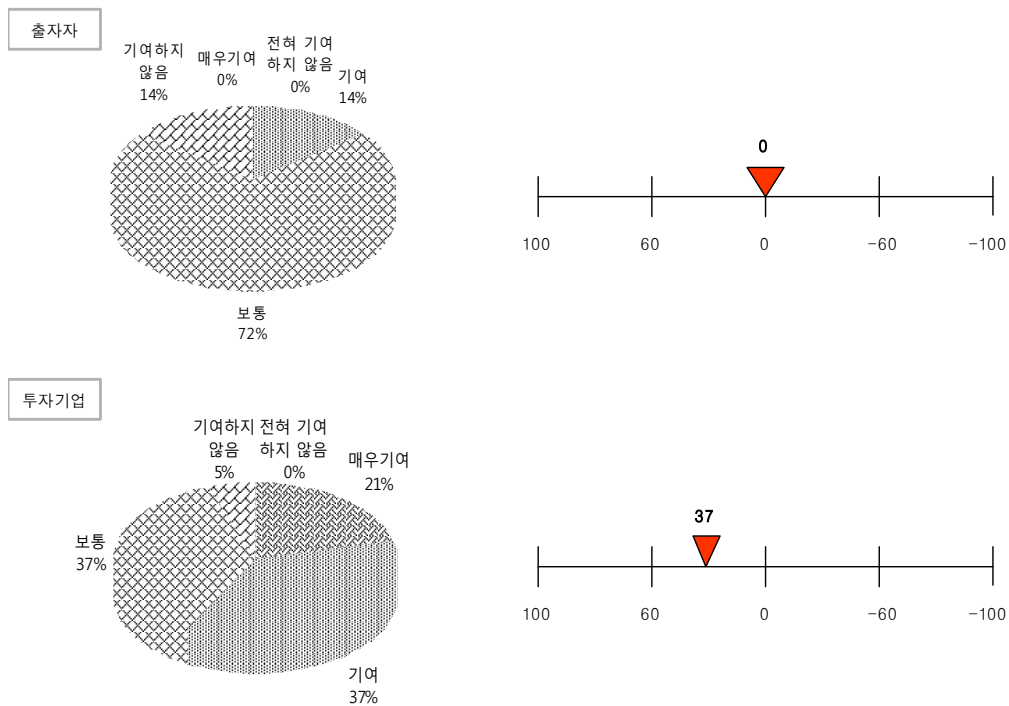 출자자
기여하지
않음
14%
매우기여
0%
전혀 기여
하지 않음
0%
기여
14%
보통
72%
0
100
60
0
-60
-100
투자기업
기여하지
않음
5%
전혀 기여
하지 않음
0%
매우기여
21%
보통
37%
기여
37%
37
100
60
0
-60
-100